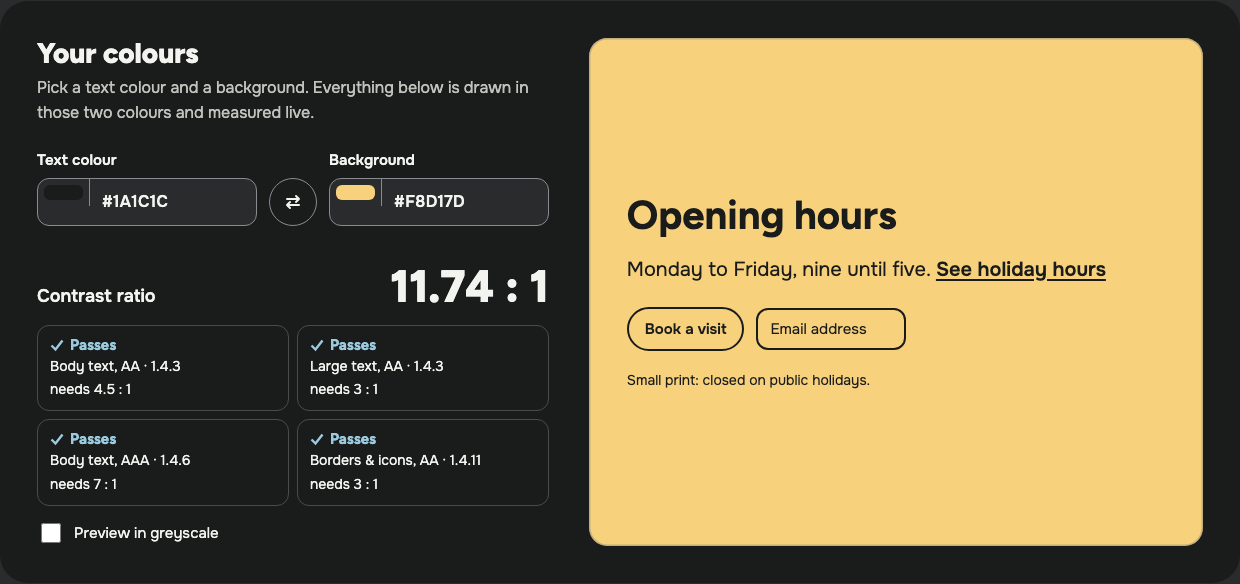 Your colours
Pick a text colour and a background. Everything below is drawn in
those two colours and measured live.
Text colour
Background
#1A1C1C
#F8D17D
Contrast ratio
11.74 : 1
Passes
Body text, AA · 1.4.3
needs 4.5 : 1
Passes
Large text, AA · 1.4.3
needs 3 : 1
Passes
Body text, AAA · 1.4.6
needs 7 : 1
Passes
Borders & icons, AA · 1.4.11
needs 3 : 1
Preview in greyscale
Opening hours
Monday to Friday, nine until five. See holiday hours
Book a visit
Email address
Small print: closed on public holidays.